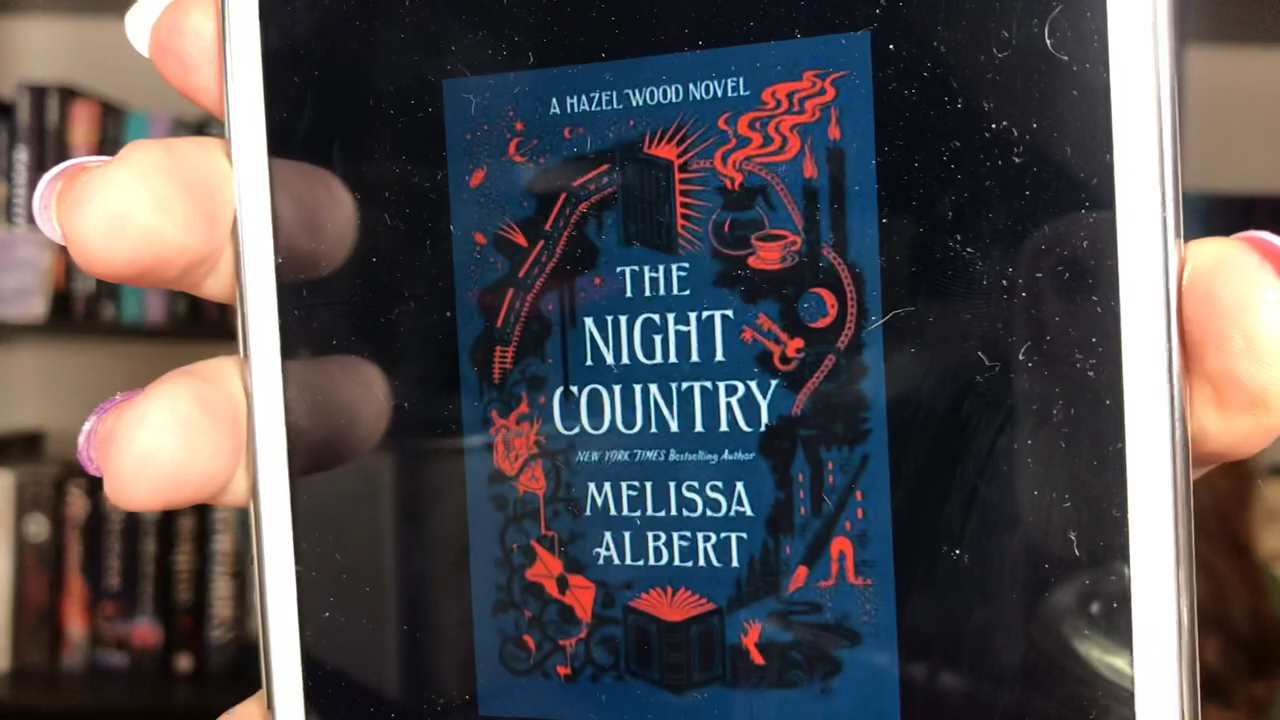 A HAZEL WOOD NOVEL
THE
NIGHT
COUNTRY
NEW YORK TIMES Bestselling Author
MELISSA
ALBERT